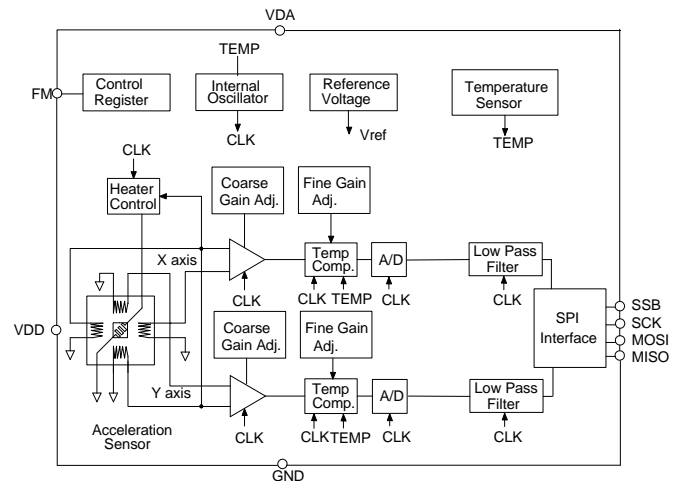 VDA
TEMP
FM
Control
Register
Internal
Oscillator
Reference
Voltage
Temperature
Sensor
CLK
Vref
TEMP
CLK
Heater
Control
Coarse
Gain Adj.
Fine Gain
Adj.
X axis
Temp
Comp.
A/D
Low Pass
Filter
CLK
CLK
TEMP
CLK
CLK
VDD
SPI
Interface
SSB
SCK
MOSI
MISO
Coarse
Gain Adj.
Fine Gain
Adj.
Y axis
Temp
Comp.
A/D
Low Pass
Filter
CLK
CLK
TEMP
CLK
CLK
Acceleration
Sensor
GND